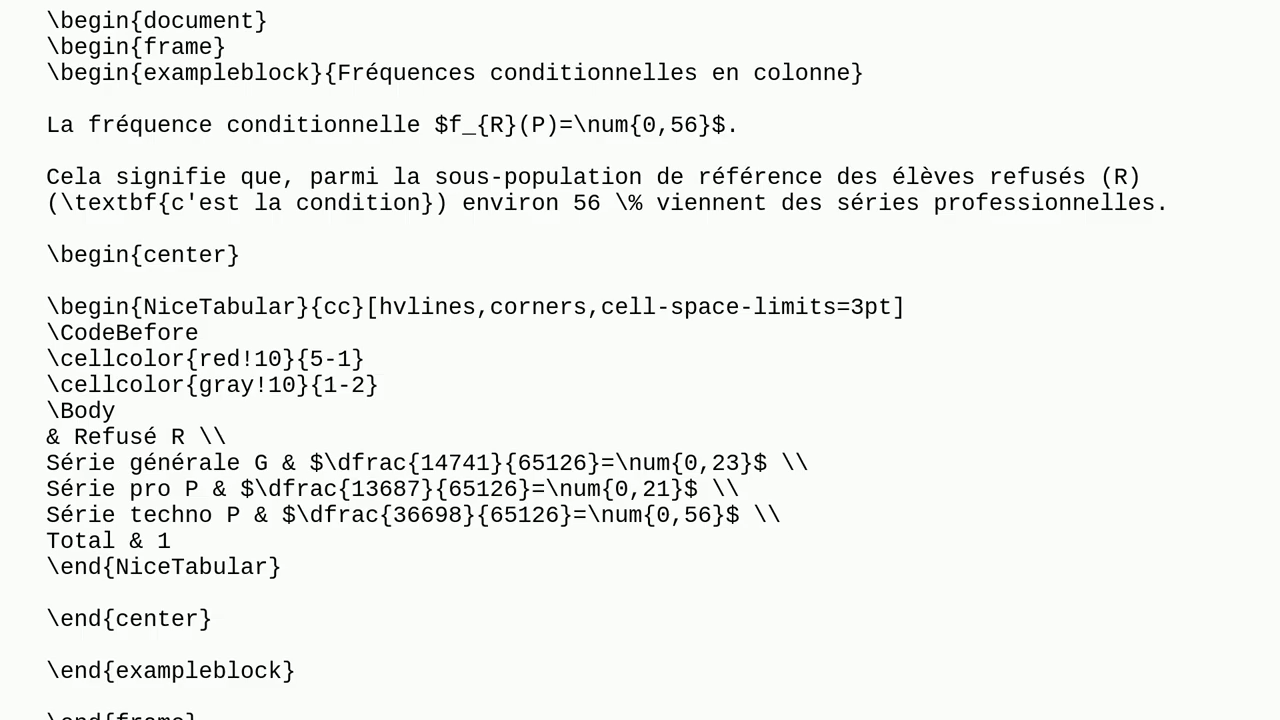 \begin{document}
\begin{frame}
\begin{exampleblock}{Fréquences conditionnelles en colonne}
La fréquence conditionnelle $f_{R}(P)=\num{0,56}$.
Cela signifie que, parmi la sous-population de référence des élèves refusés (R)
(\textbf{c'est la condition}) environ 56 \% viennent des séries professionnelles.
\begin{center}
\begin{NiceTabular}{cc}[hvlines,corners,cell-space-limits=3pt]
\CodeBefore
\cellcolor{red!10}{5-1}
\cellcolor{gray!10}{1-2}
\Body
& Refusé R \\
Série générale G & $\dfrac{14741}{65126}=\num{0,23}$ \\
Série pro P & $\dfrac{13687}{65126}=\num{0,21}$ \\
Série techno P & $\dfrac{36698}{65126}=\num{0,56}$ \\
Total & 1
\end{NiceTabular}
\end{center}
\end{exampleblock}
\end{frame}